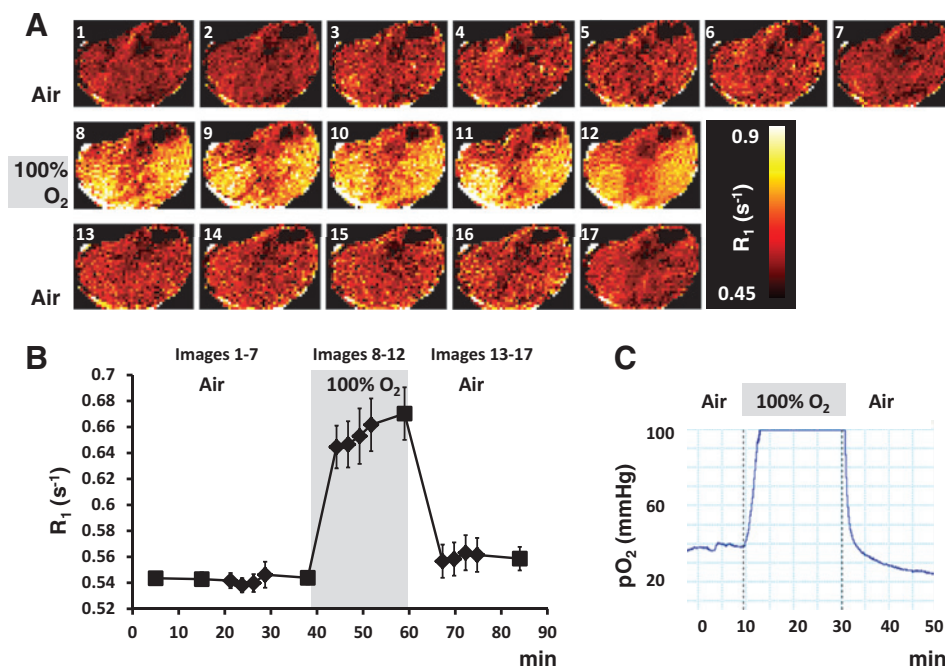 A
1 2 3 4 5 6 7
Air
8 9 10 11 12
100%
O₂
0.9
R₁ (s⁻¹)
0.45
13 14 15 16 17
Air
B
Images 1-7 Images 8-12 Images 13-17
Air 100% O₂ Air
0.7
0.68
0.66
0.64
0.62
0.6
0.58
0.56
0.54
0.52
R₁ (s⁻¹)
0 10 20 30 40 50 60 70 80 90
min
C
Air 100% O₂ Air
100
60
20
pO₂ (mmHg)
0 10 20 30 40 50
min